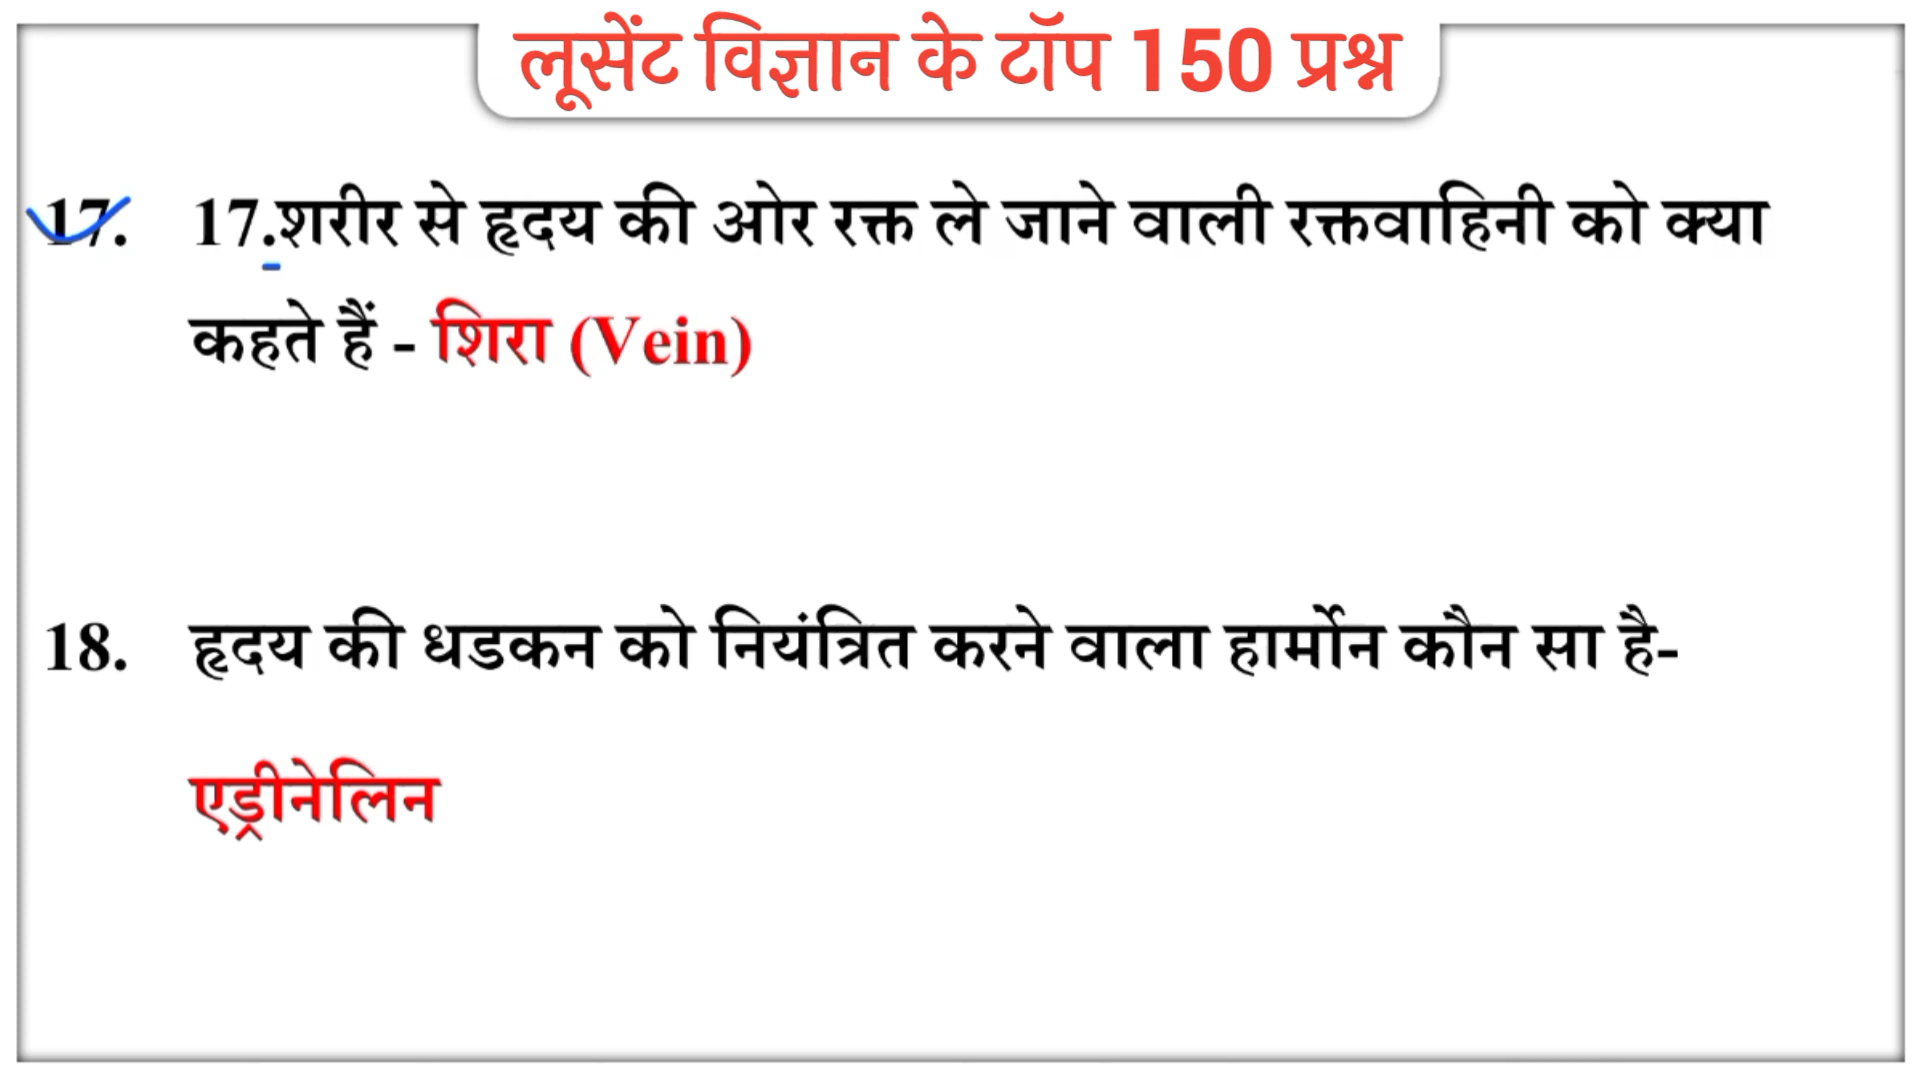 लूसेंट विज्ञान के टॉप 150 प्रश्न
17. 17.शरीर से हृदय की ओर रक्त ले जाने वाली रक्तवाहिनी को क्या
कहते हैं - शिरा (Vein)
18. हृदय की धडकन को नियंत्रित करने वाला हार्मोन कौन सा है-
एड्रीनेलिन